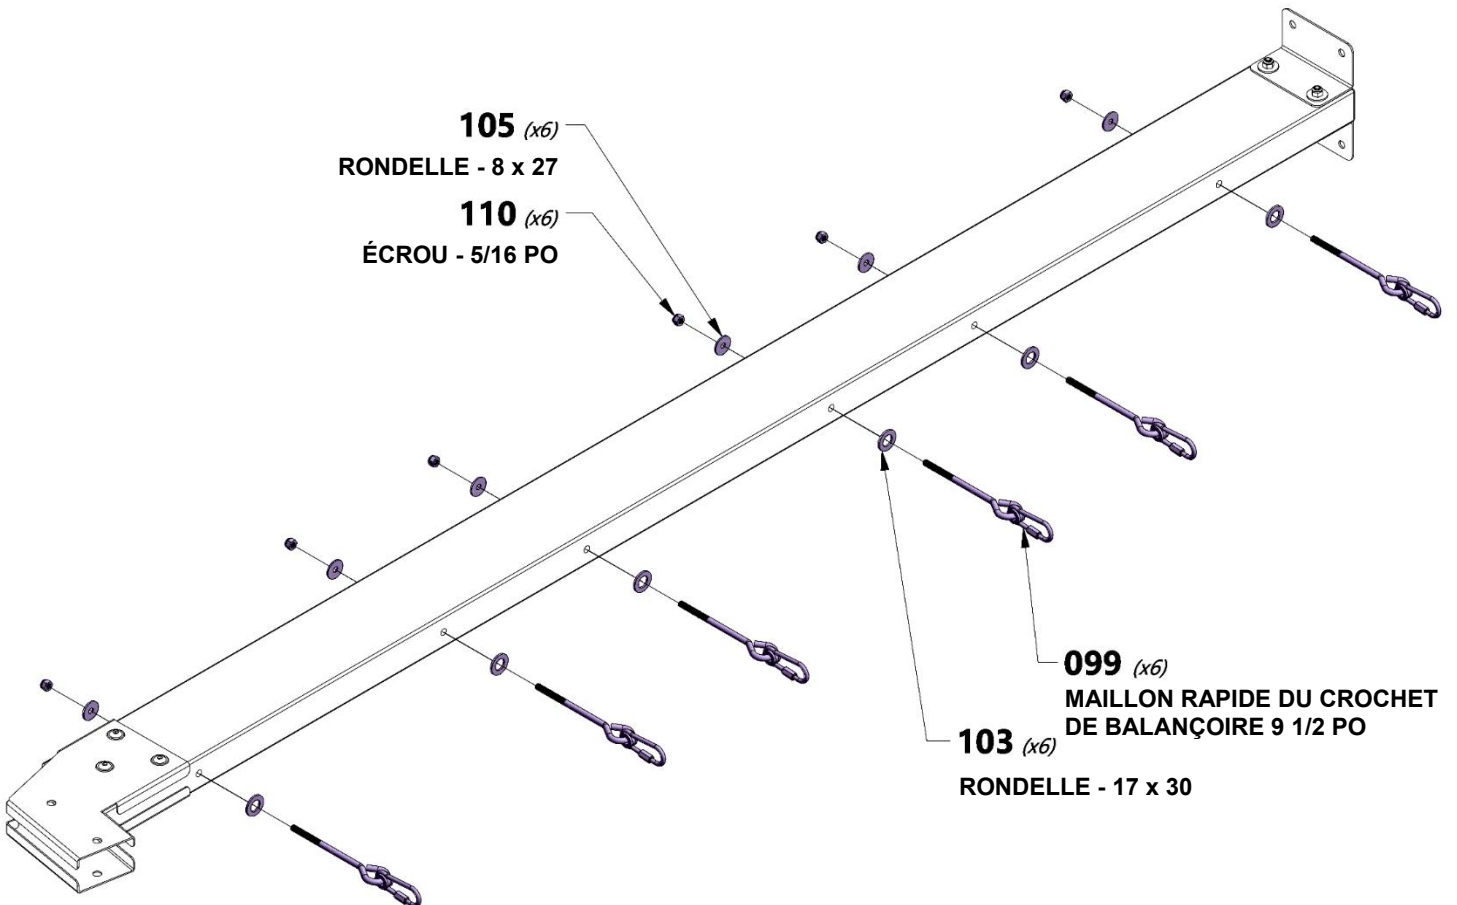 105 (x6)
RONDELLE - 8 x 27
110 (x6)
ÉCROU - 5/16 PO
099 (x6)
MAILLON RAPIDE DU CROCHET
DE BALANÇOIRE 9 1/2 PO
103 (x6)
RONDELLE - 17 x 30